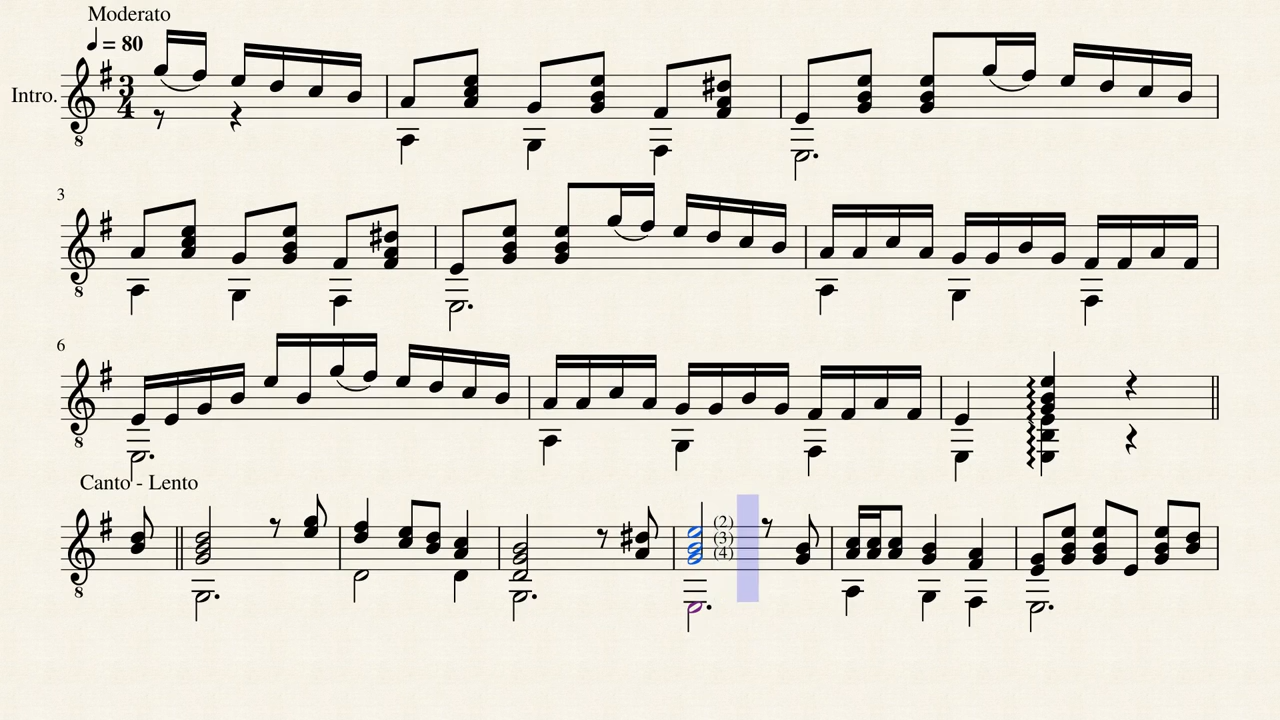 Moderato
♩ = 80
Intro.
3
4
8
3
8
6
8
Canto - Lento
(2)
(3)
(4)
8